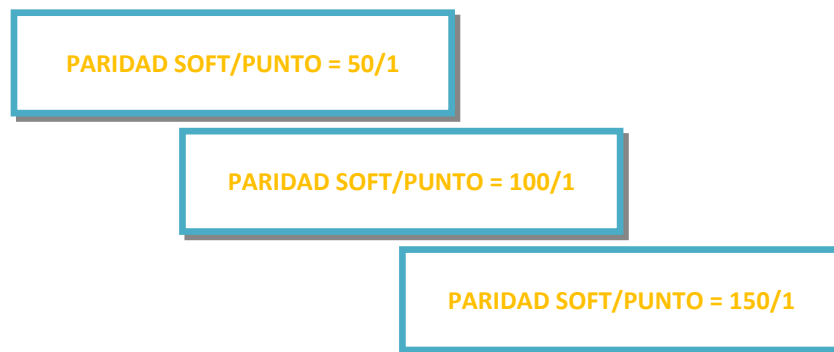 PARIDAD SOFT/PUNTO = 50/1
PARIDAD SOFT/PUNTO = 100/1
PARIDAD SOFT/PUNTO = 150/1